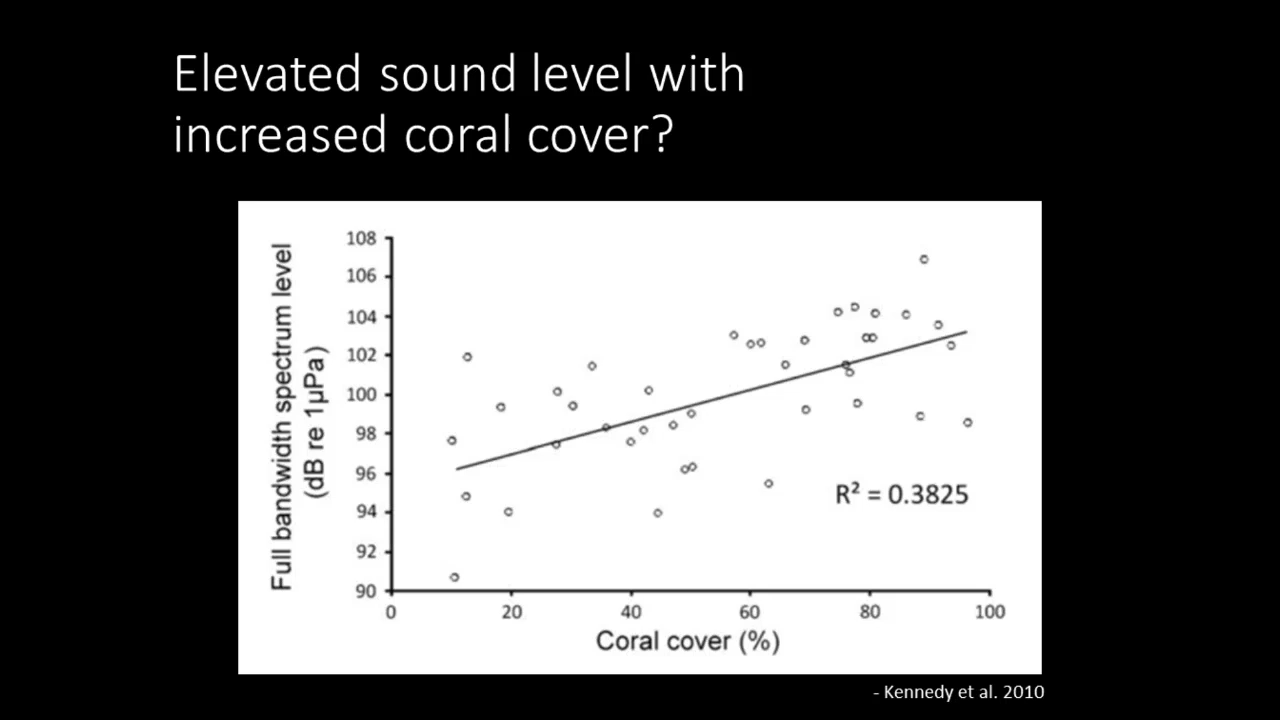 Elevated sound level with
increased coral cover?
Full bandwidth spectrum level
(dB re 1µPa)
108
106
104
102
100
98
96
94
92
90
R² = 0.3825
0 20 40 60 80 100
Coral cover (%)
- Kennedy et al. 2010